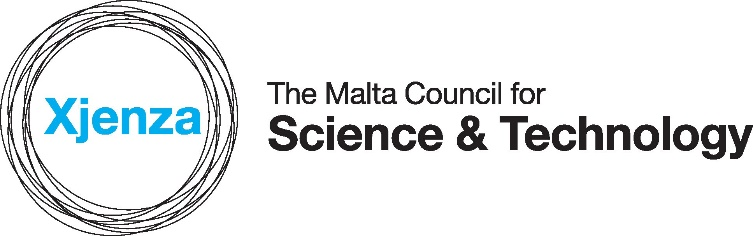 Xjenza
The Malta Council for
Science & Technology